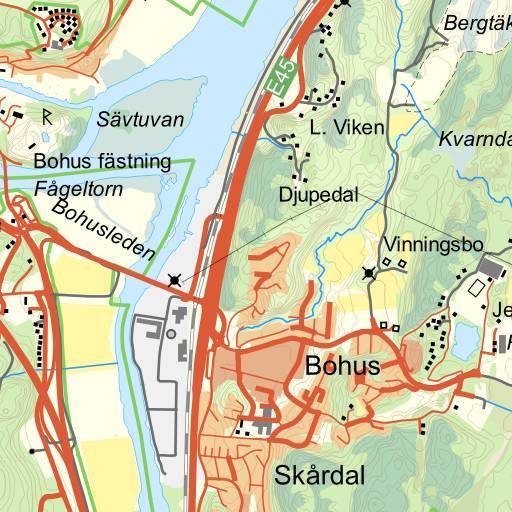 Bergtäk
E45
Sävtuvan
R
L. Viken
Kvarnda
Bohus fästning
Fågeltorn
Djupedal
Bohusleden
Vinningsbo
Je
Bohus
Skårdal